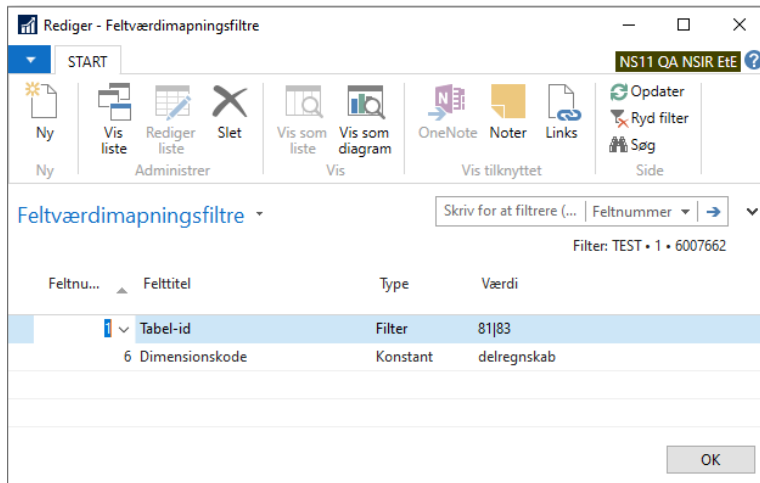 Rediger - Feltværdimapningsfiltre
START
NS11 QA NSIR EtE
Ny
Vis liste
Rediger liste
Slet
Vis som liste
Vis som diagram
OneNote
Noter
Links
Opdater
Ryd filter
Søg
Ny
Administrer
Vis
Vis tilknyttet
Side
Feltværdimapningsfiltre
Skriv for at filtrere (... Feltnummer
Filter: TEST • 1 • 6007662
Feltnu... Felttitel Type Værdi
1 Tabel-id Filter 81|83
6 Dimensionskode Konstant delregnskab
OK